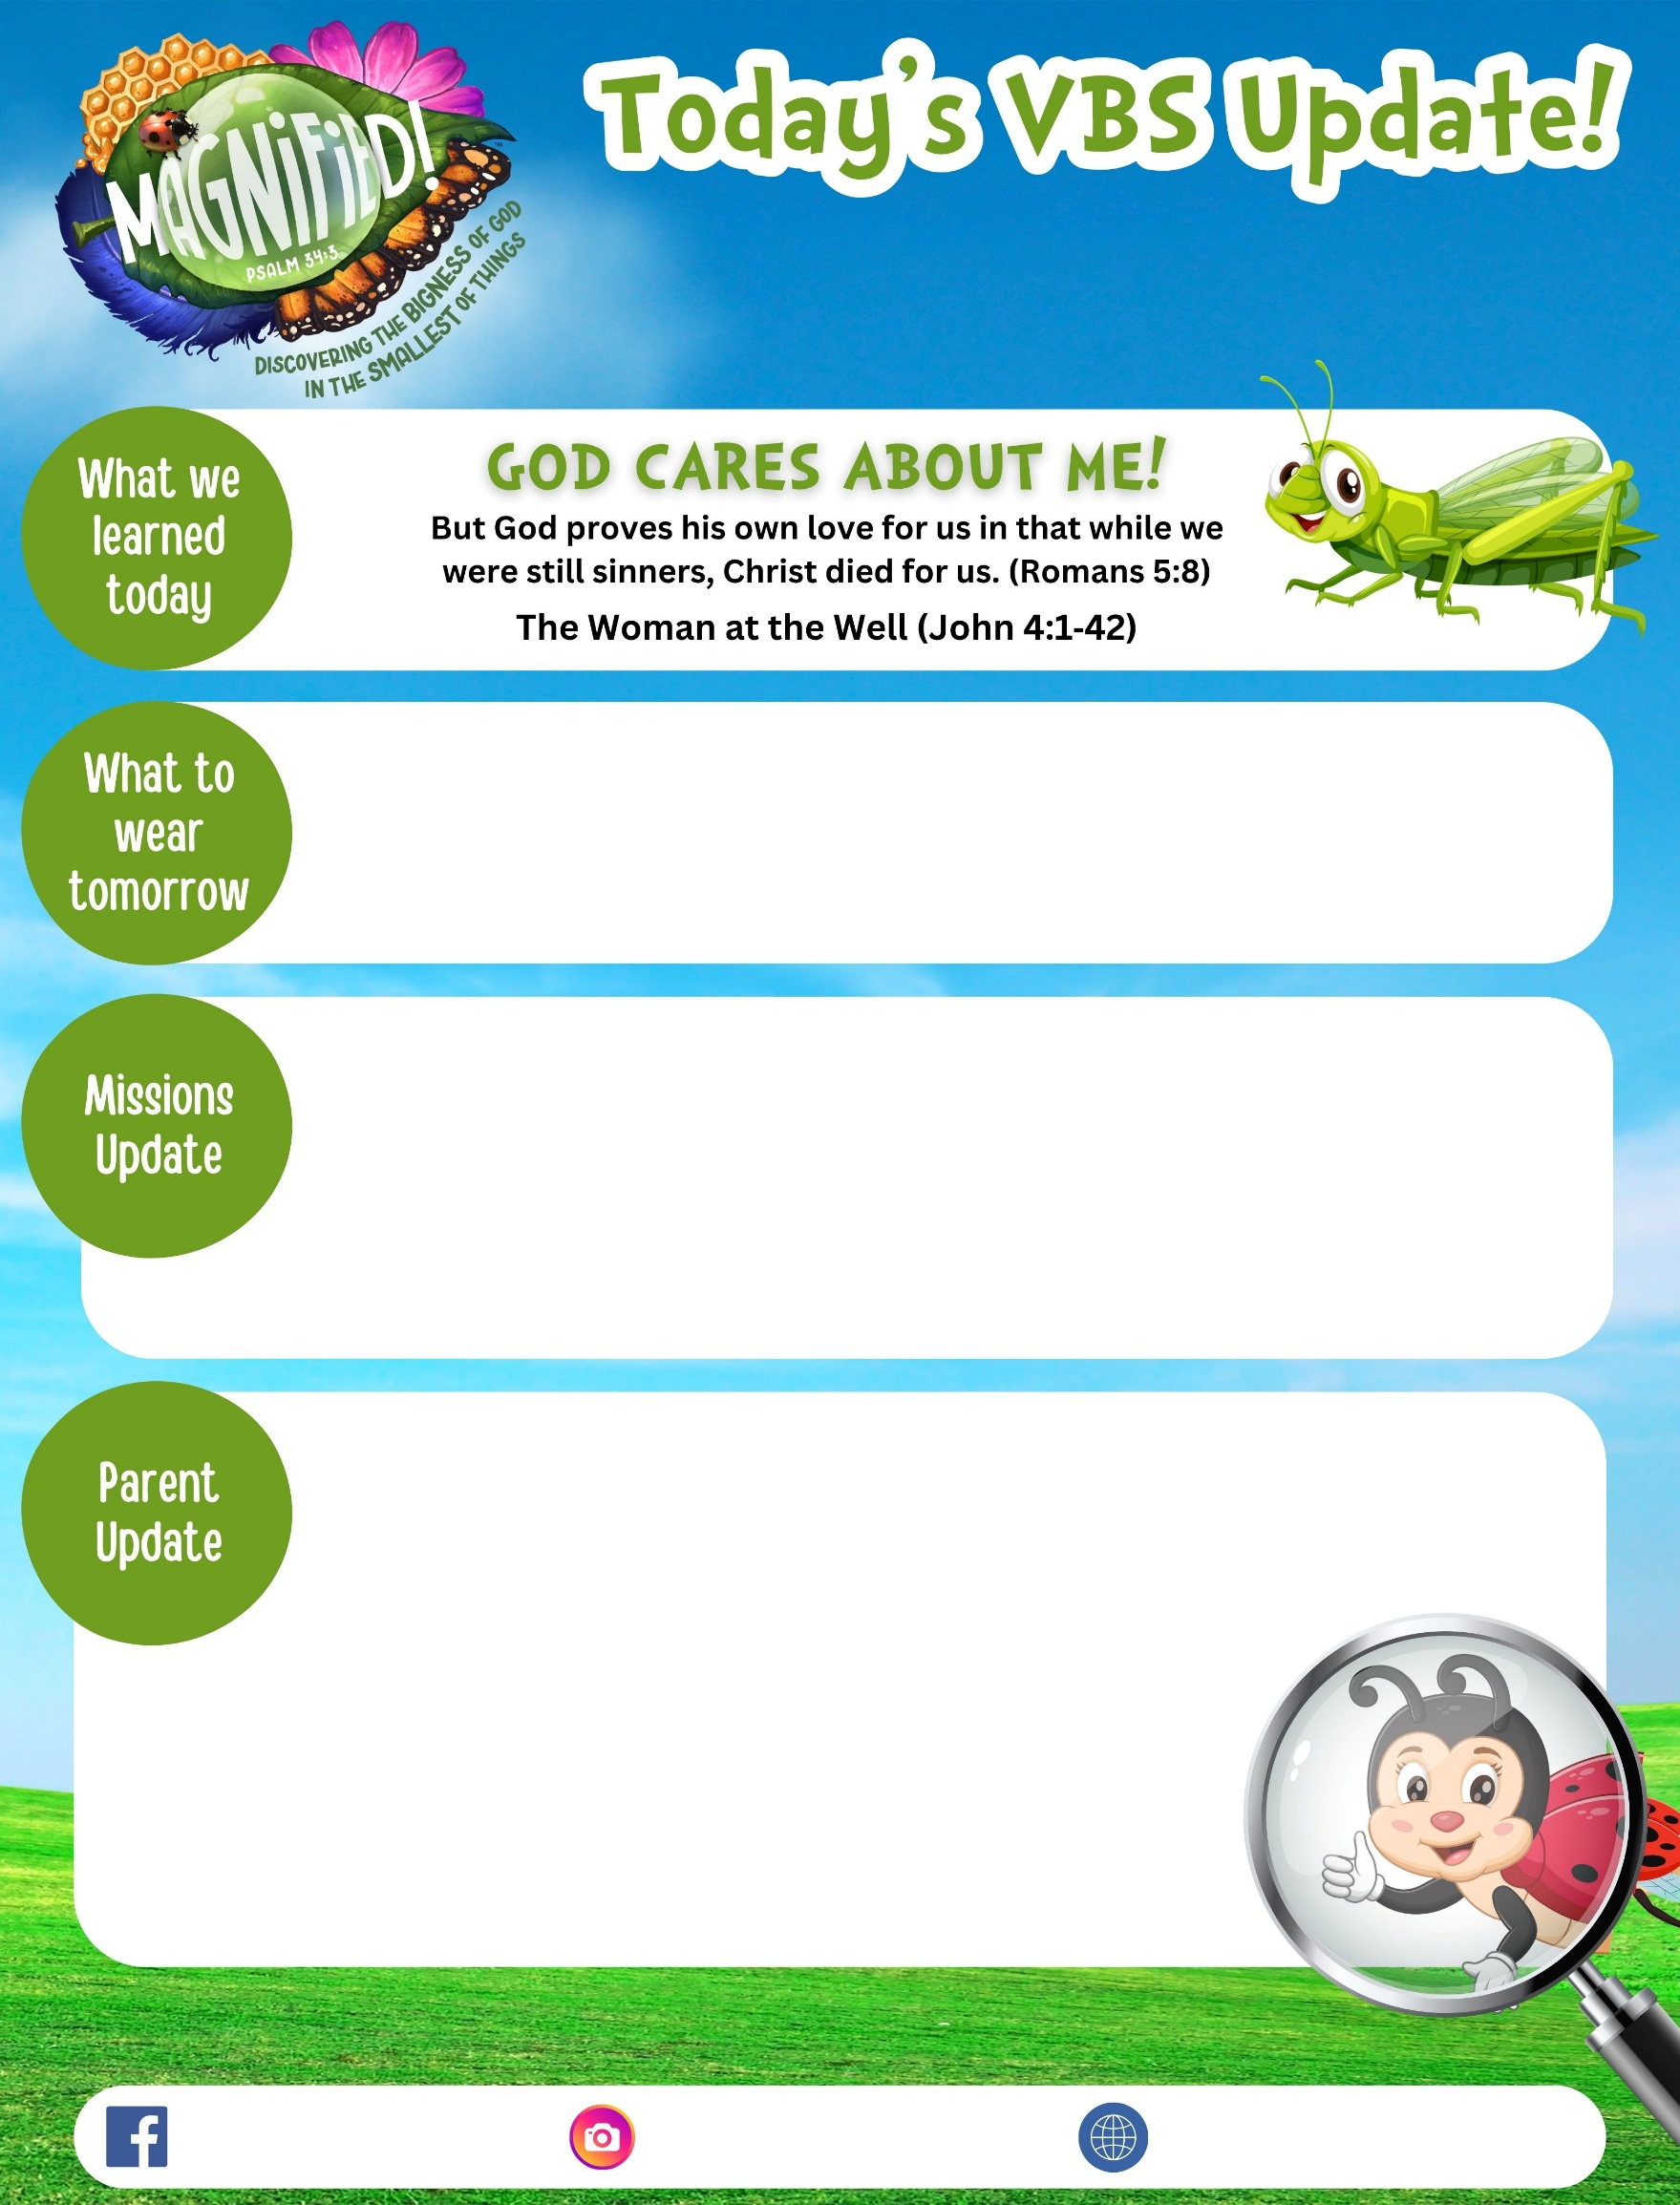 MAGNiFiED!
™
PSALM 34:3
DISCOVERING THE BIGNESS OF GOD
IN THE SMALLEST OF THINGS
Today's VBS Update!
What we
learned
today
GOD CARES ABOUT ME!
But God proves his own love for us in that while we
were still sinners, Christ died for us. (Romans 5:8)
The Woman at the Well (John 4:1-42)
What to
wear
tomorrow
Missions
Update
Parent
Update